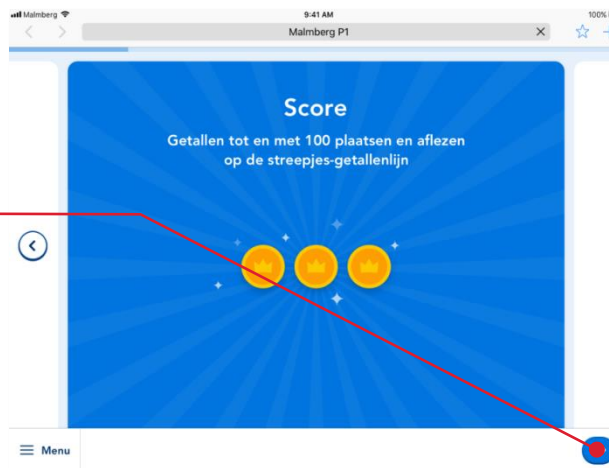 Malmberg
9:41 AM
100%
Malmberg P1
Score
Getallen tot en met 100 plaatsen en aflezen
op de streepjes-getallenlijn
Menu